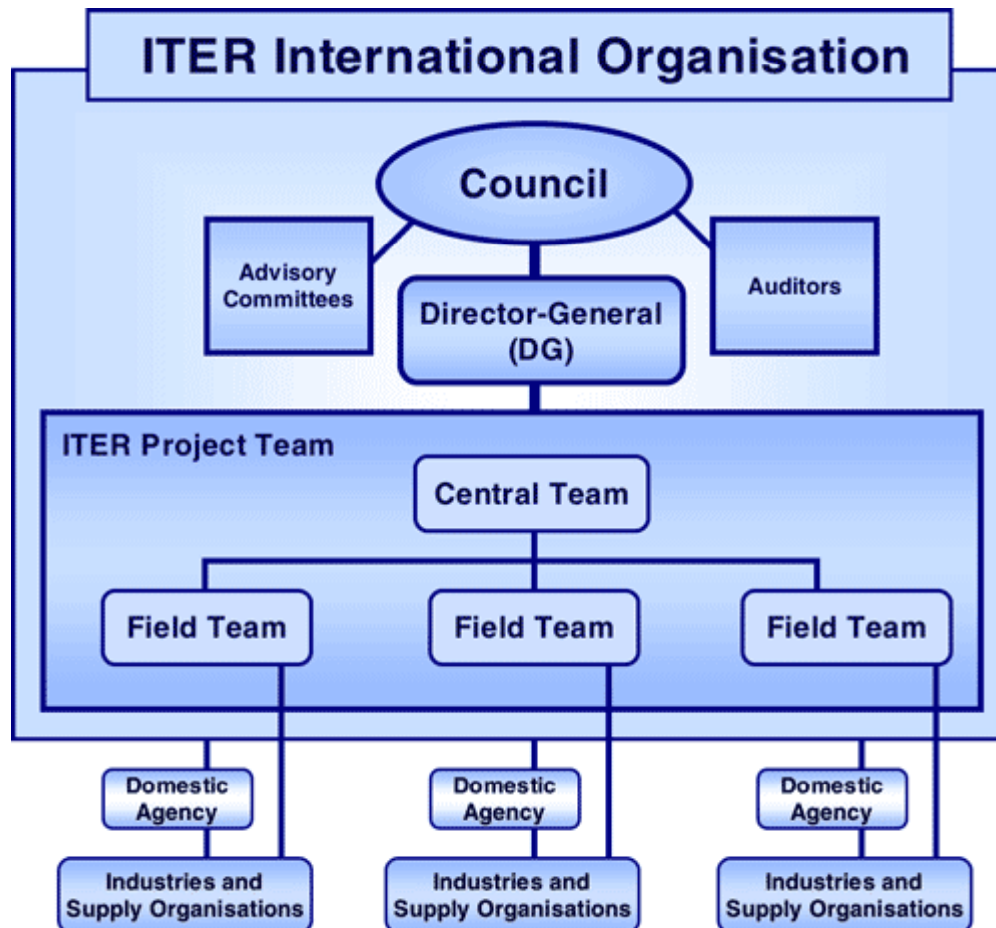 ITER International Organisation
Council
Advisory
Committees
Director-General
(DG)
Auditors
ITER Project Team
Central Team
Field Team
Field Team
Field Team
Domestic
Agency
Domestic
Agency
Domestic
Agency
Industries and
Supply Organisations
Industries and
Supply Organisations
Industries and
Supply Organisations